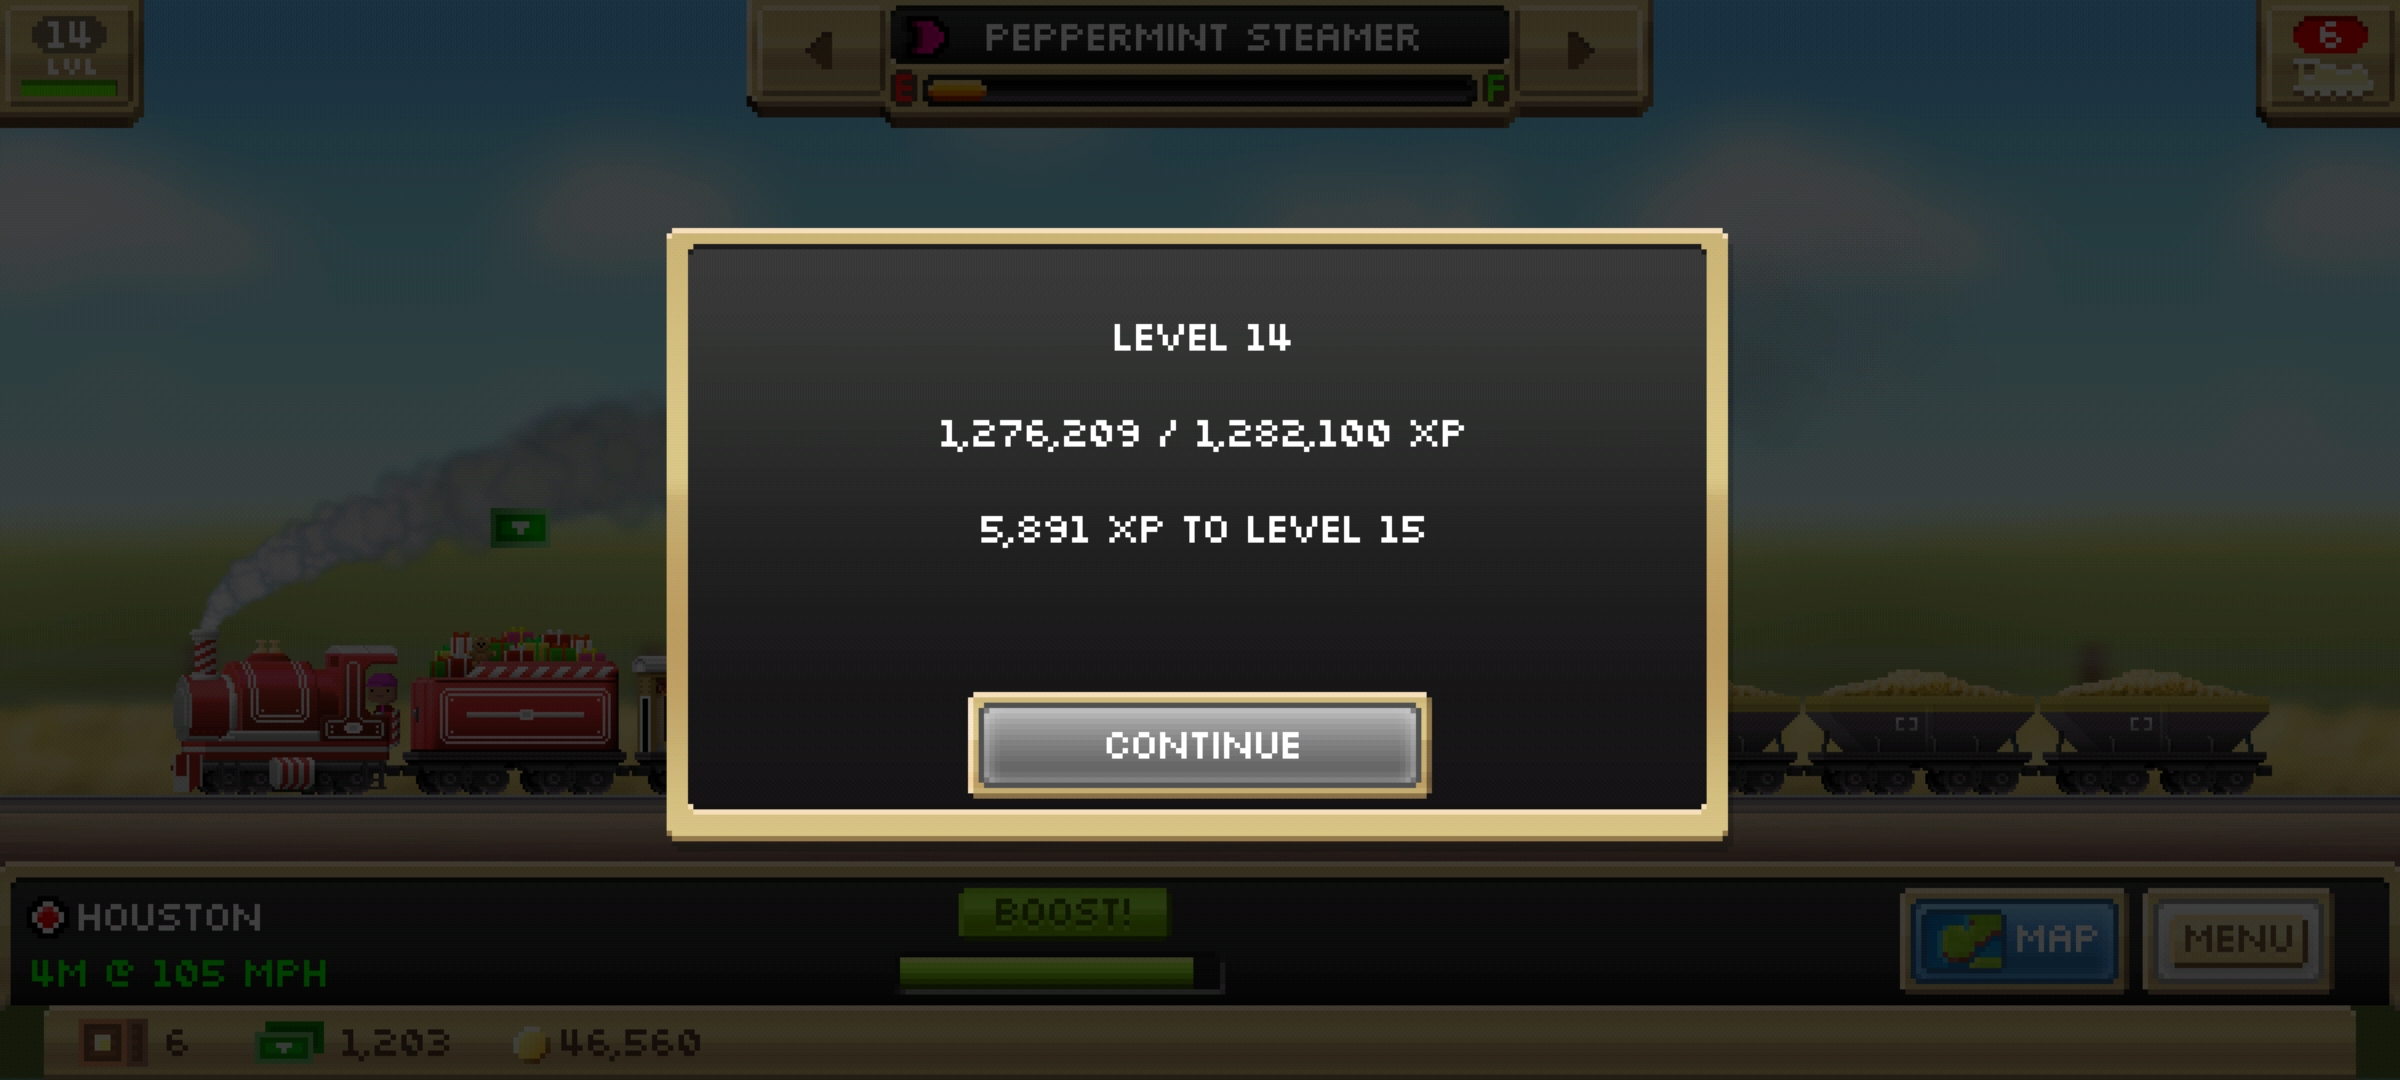 14
LVL
PEPPERMINT STEAMER
E F
6
LEVEL 14
1,276,209 / 1,282,100 XP
5,891 XP TO LEVEL 15
CONTINUE
HOUSTON
4M @ 105 MPH
BOOST!
MAP
MENU
6 1,203 46,560